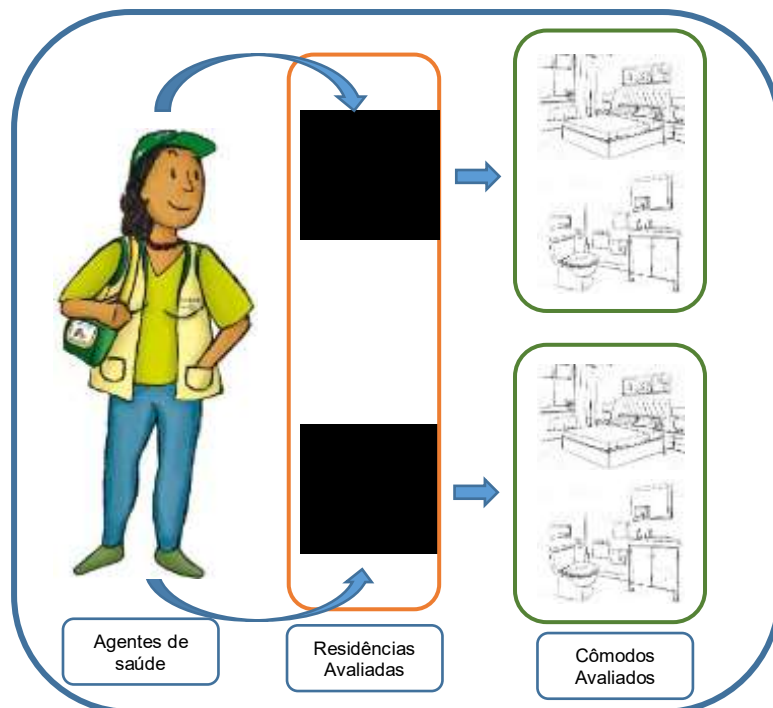 Agentes de
saúde
Residências
Avaliadas
Cômodos
Avaliados